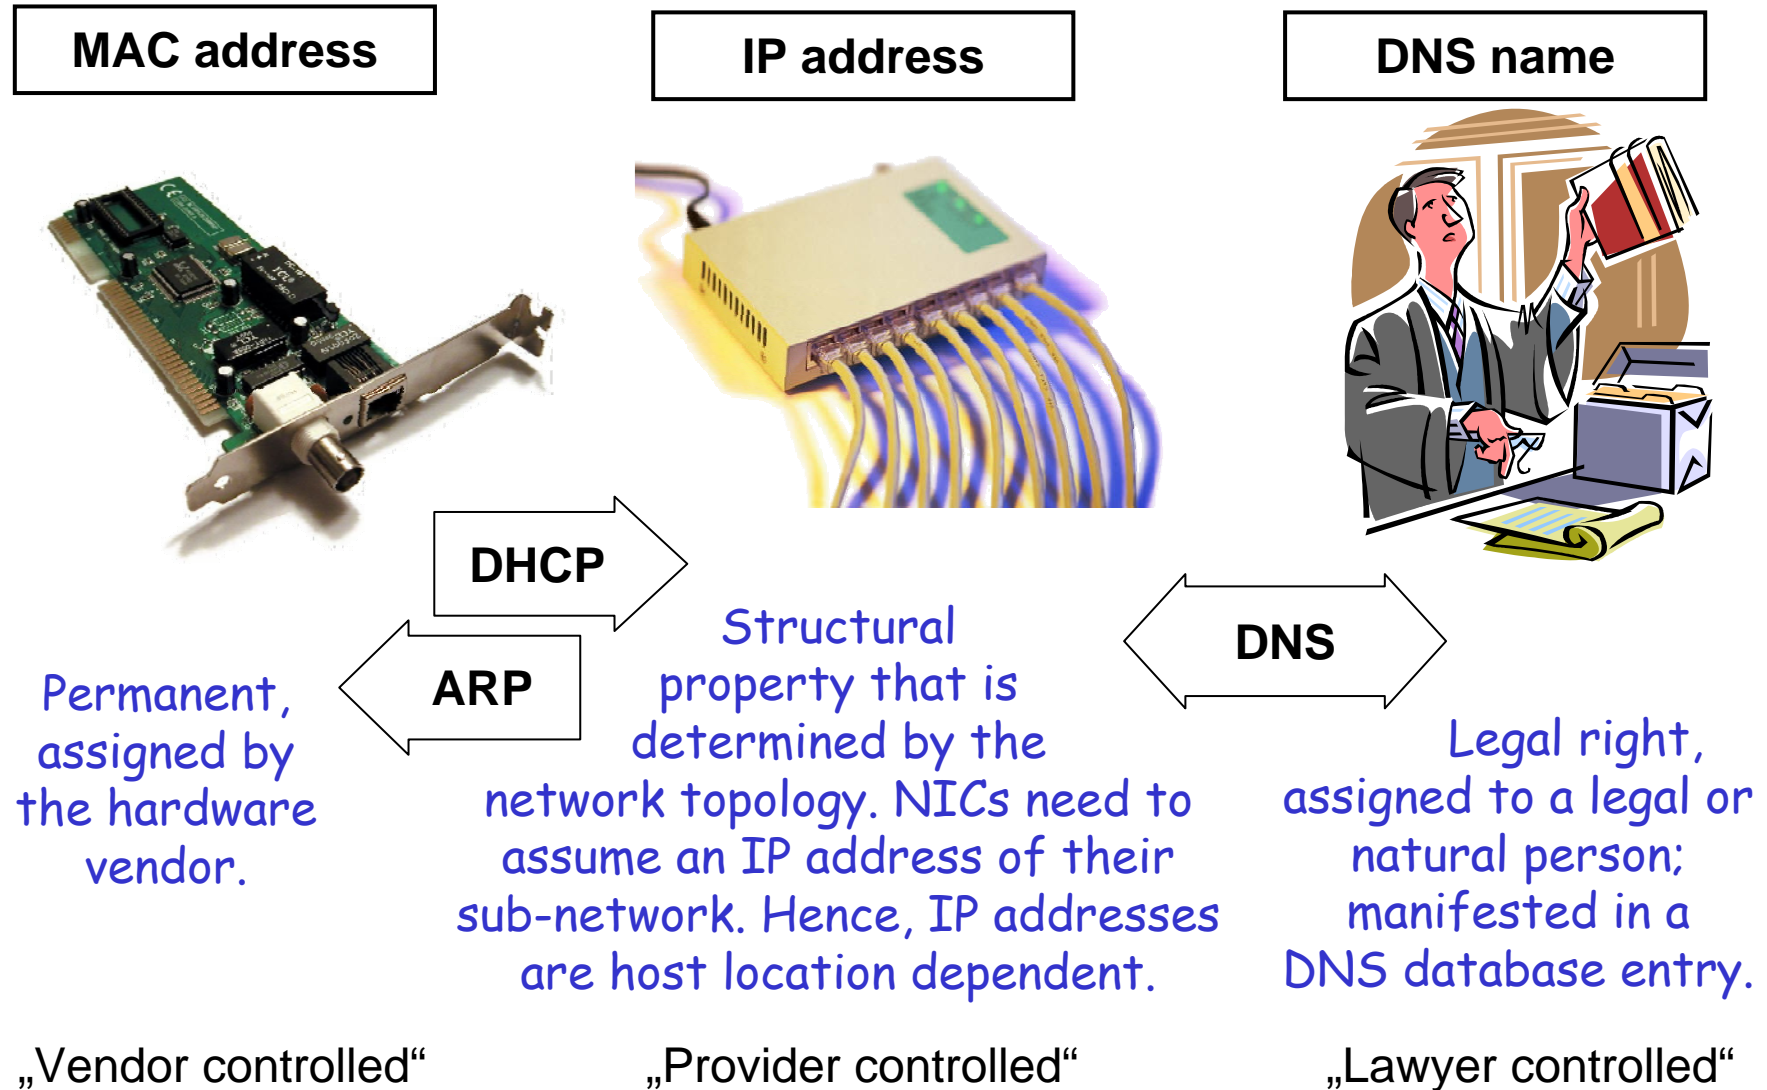 MAC address
IP address
DNS name
DHCP
ARP
DNS
Permanent,
assigned by
the hardware
vendor.
Structural
property that is
determined by the
network topology. NICs need to
assume an IP address of their
sub-network. Hence, IP addresses
are host location dependent.
Legal right,
assigned to a legal or
natural person;
manifested in a
DNS database entry.
„Vendor controlled“
„Provider controlled“
„Lawyer controlled“